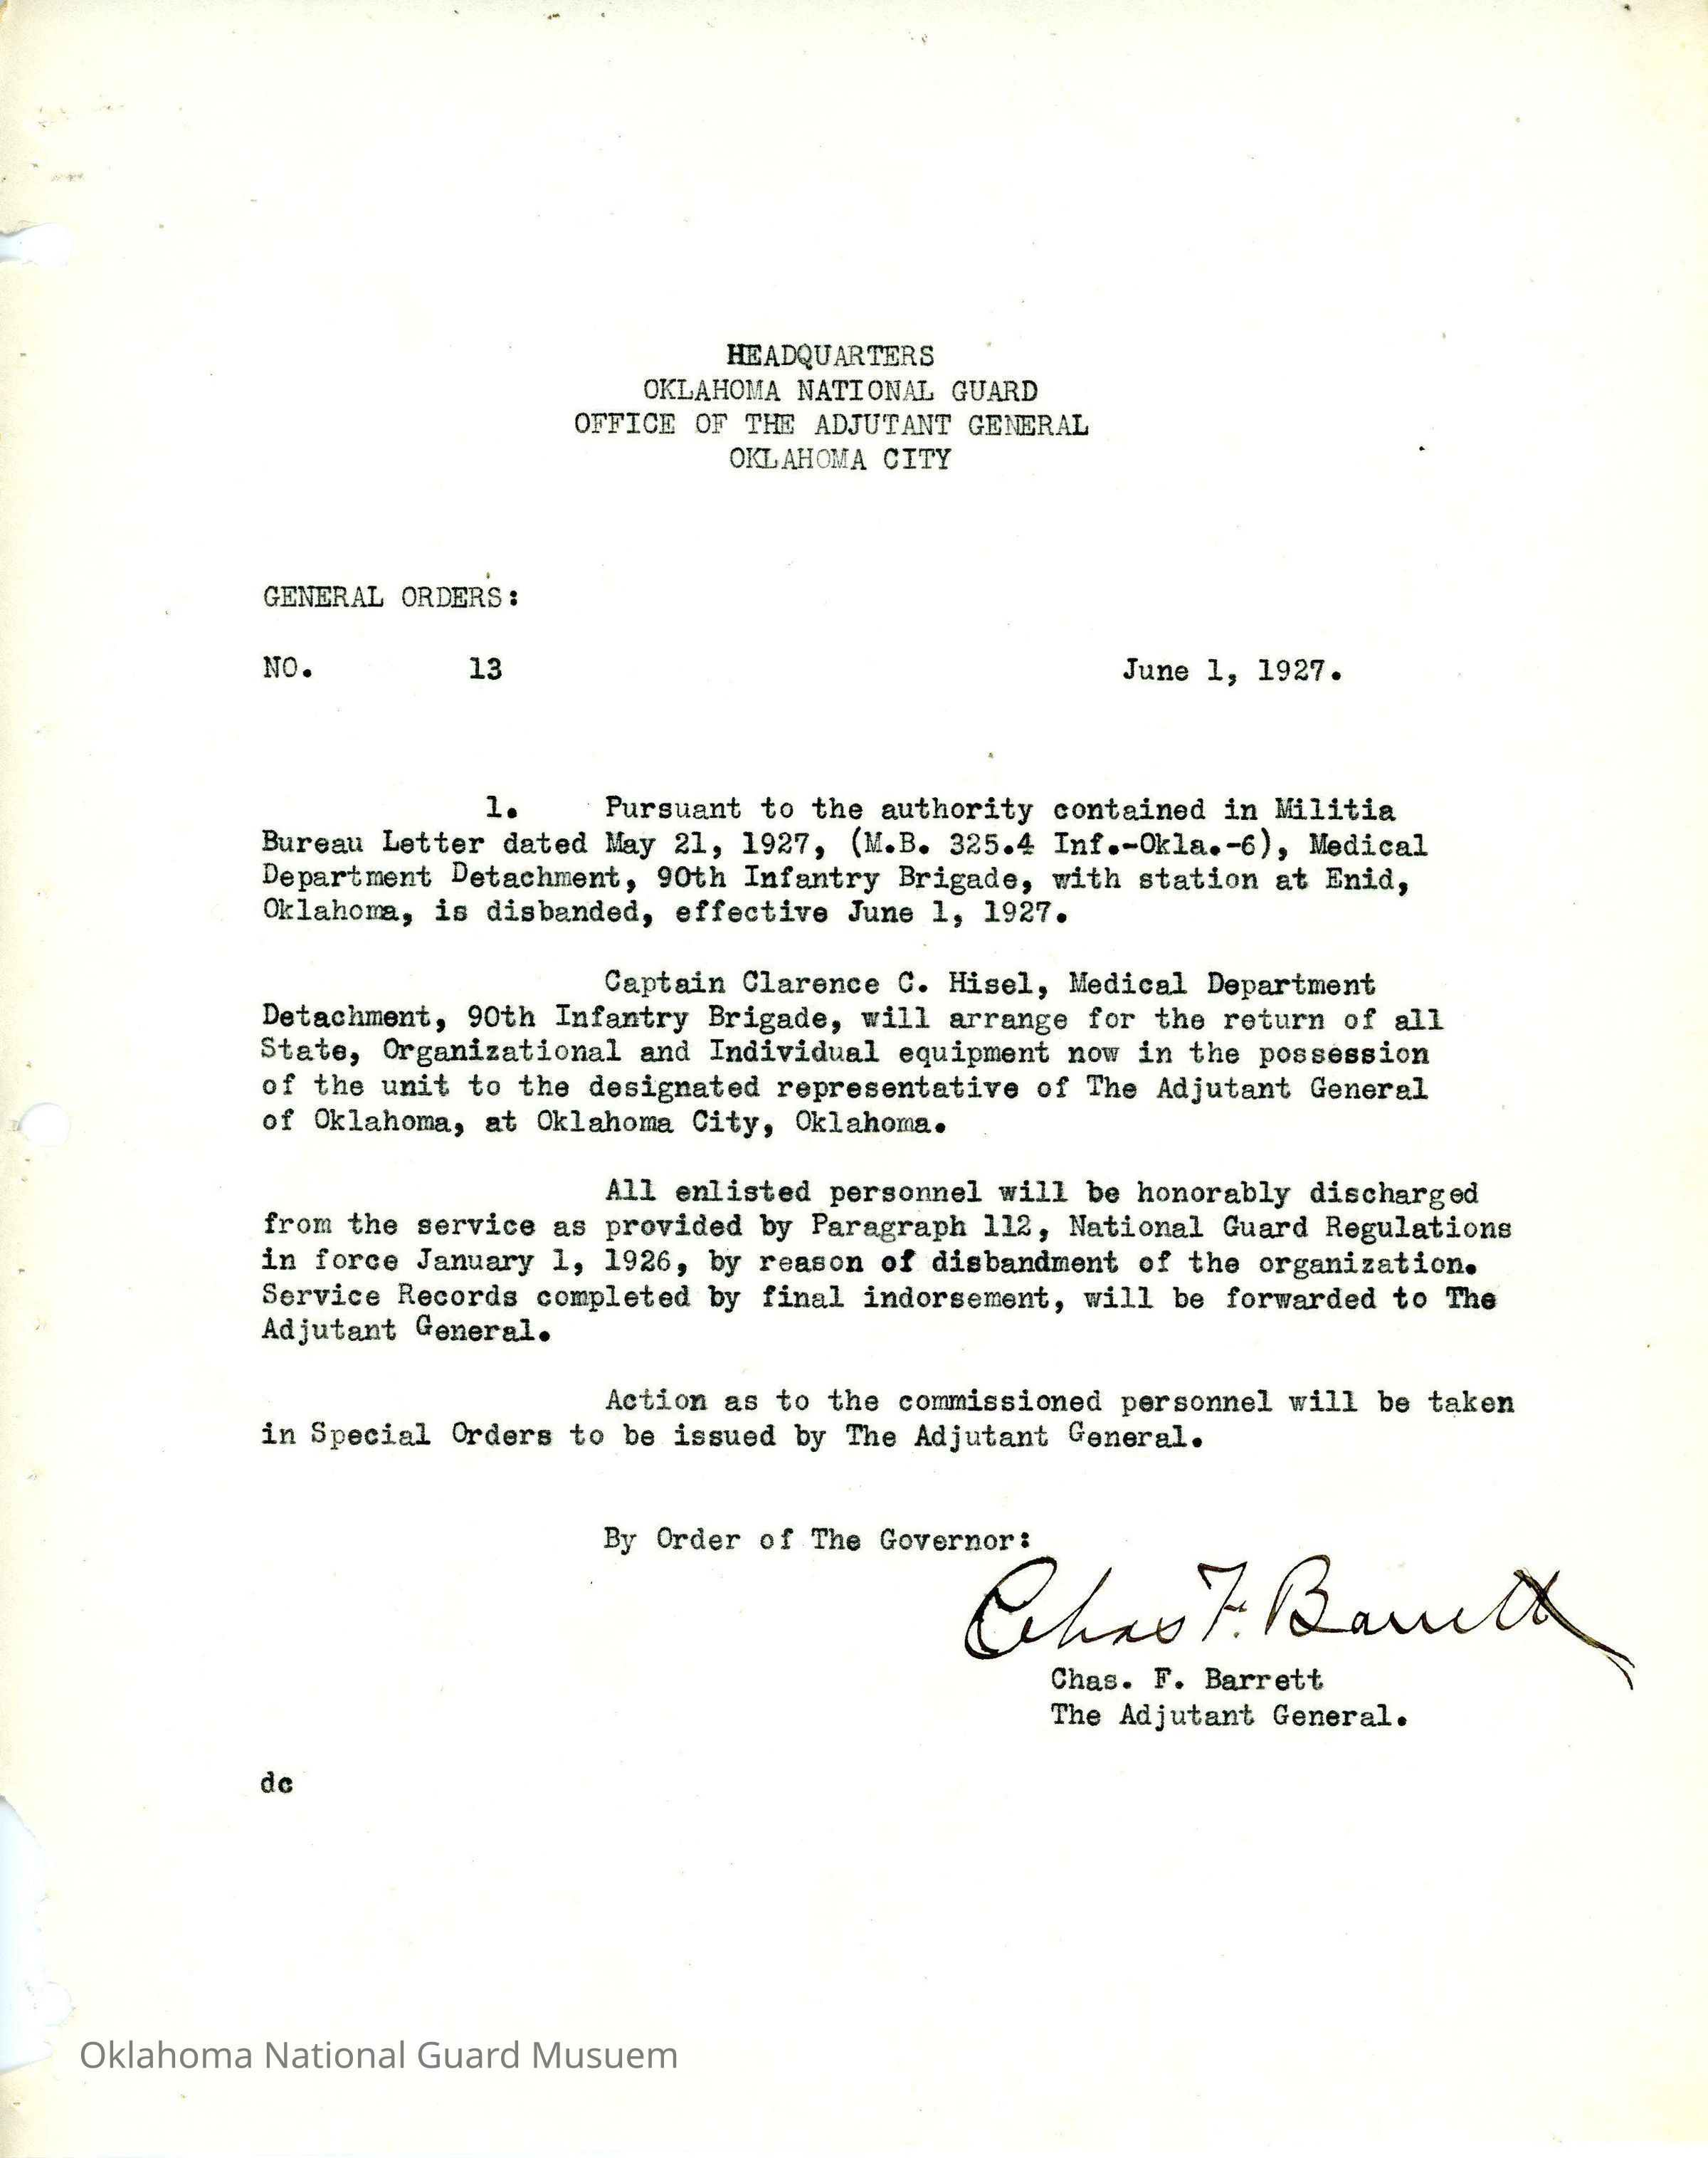 HEADQUARTERS
OKLAHOMA NATIONAL GUARD
OFFICE OF THE ADJUTANT GENERAL
OKLAHOMA CITY
GENERAL ORDERS:
NO. 13 June 1, 1927.
1. Pursuant to the authority contained in Militia
Bureau Letter dated May 21, 1927, (M.B. 325.4 Inf.-Okla.-6), Medical
Department Detachment, 90th Infantry Brigade, with station at Enid,
Oklahoma, is disbanded, effective June 1, 1927.
Captain Clarence C. Hisel, Medical Department
Detachment, 90th Infantry Brigade, will arrange for the return of all
State, Organizational and Individual equipment now in the possession
of the unit to the designated representative of The Adjutant General
of Oklahoma, at Oklahoma City, Oklahoma.
All enlisted personnel will be honorably discharged
from the service as provided by Paragraph 112, National Guard Regulations
in force January 1, 1926, by reason of disbandment of the organization.
Service Records completed by final indorsement, will be forwarded to The
Adjutant General.
Action as to the commissioned personnel will be taken
in Special Orders to be issued by The Adjutant General.
By Order of The Governor:
Chas F. Barrett
Chas. F. Barrett
The Adjutant General.
dc
Oklahoma National Guard Musuem